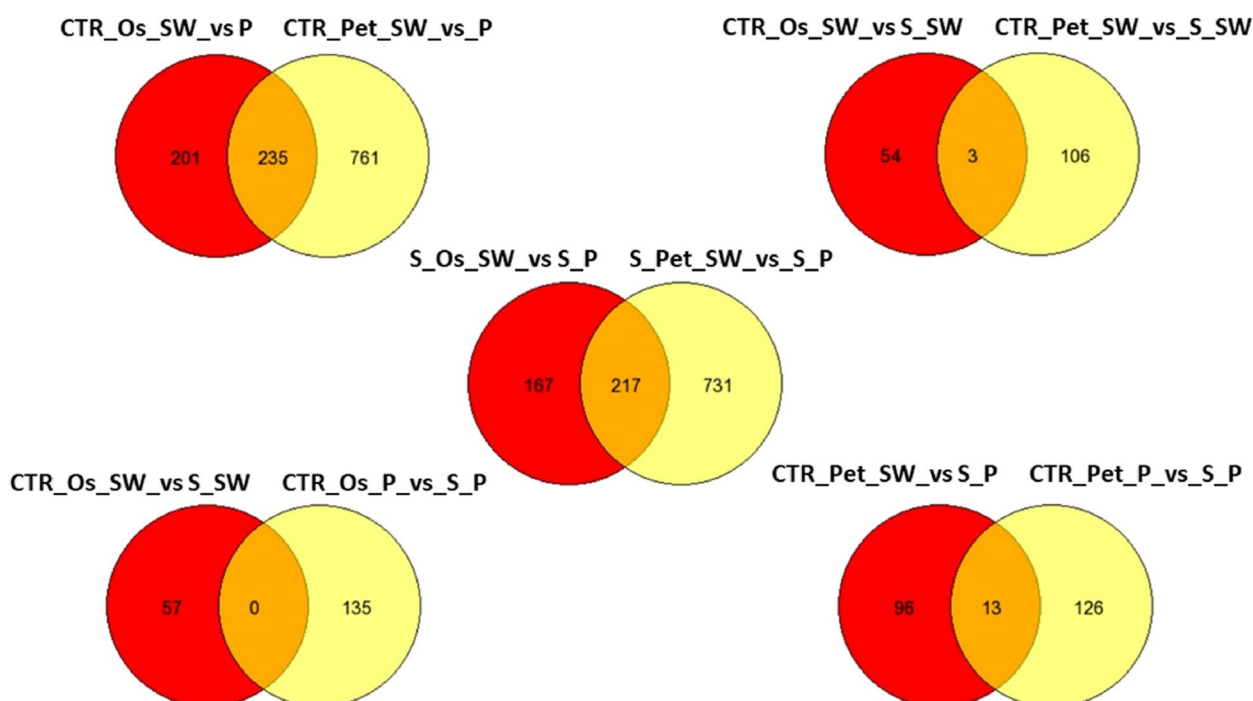 CTR_Os_SW_vs P CTR_Pet_SW_vs_P
201 235 761
CTR_Os_SW_vs S_SW CTR_Pet_SW_vs_S_SW
54 3 106
S_Os_SW_vs S_P S_Pet_SW_vs_S_P
167 217 731
CTR_Os_SW_vs S_SW CTR_Os_P_vs_S_P
57 0 135
CTR_Pet_SW_vs S_P CTR_Pet_P_vs_S_P
96 13 126